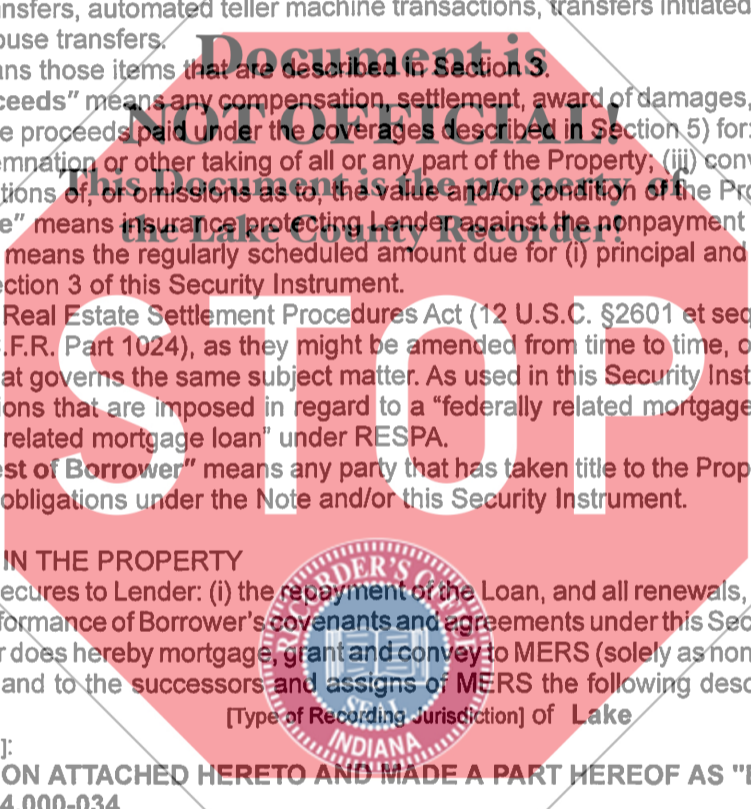 nsfers, automated teller machine transactions, transfers initiated
ouse transfers.
Document is
ans those items that are described in Section 3.
ceeds" means any compensation, settlement, award of damages,
NOT OFFICIAL!
e proceeds paid under the coverages described in Section 5) for:
emnation or other taking of all or any part of the Property; (iii) conv
This Document is the property of
tions of, or omissions as to, the value and/or condition of the Pro
e" means insurance protecting Lender against the nonpayment
the Lake County Recorder!
means the regularly scheduled amount due for (i) principal and
ection 3 of this Security Instrument.
Real Estate Settlement Procedures Act (12 U.S.C. §2601 et seq
.F.R. Part 1024), as they might be amended from time to time, o
at governs the same subject matter. As used in this Security Inst
STOP
ions that are imposed in regard to a “federally related mortgage
related mortgage loan” under RESPA.
est of Borrower" means any party that has taken title to the Prop
obligations under the Note and/or this Security Instrument.
IN THE PROPERTY
ecures to Lender: (i) the repayment of the Loan, and all renewals,
formance of Borrower's covenants and agreements under this Sec
r does hereby mortgage, grant and convey to MERS (solely as nom
and to the successors and assigns of MERS the following desc
[Type of Recording Jurisdiction] of Lake
]:
ON ATTACHED HERETO AND MADE A PART HEREOF AS "E
4.000-034
RECORDER'S OFFICE
SEAL
INDIANA